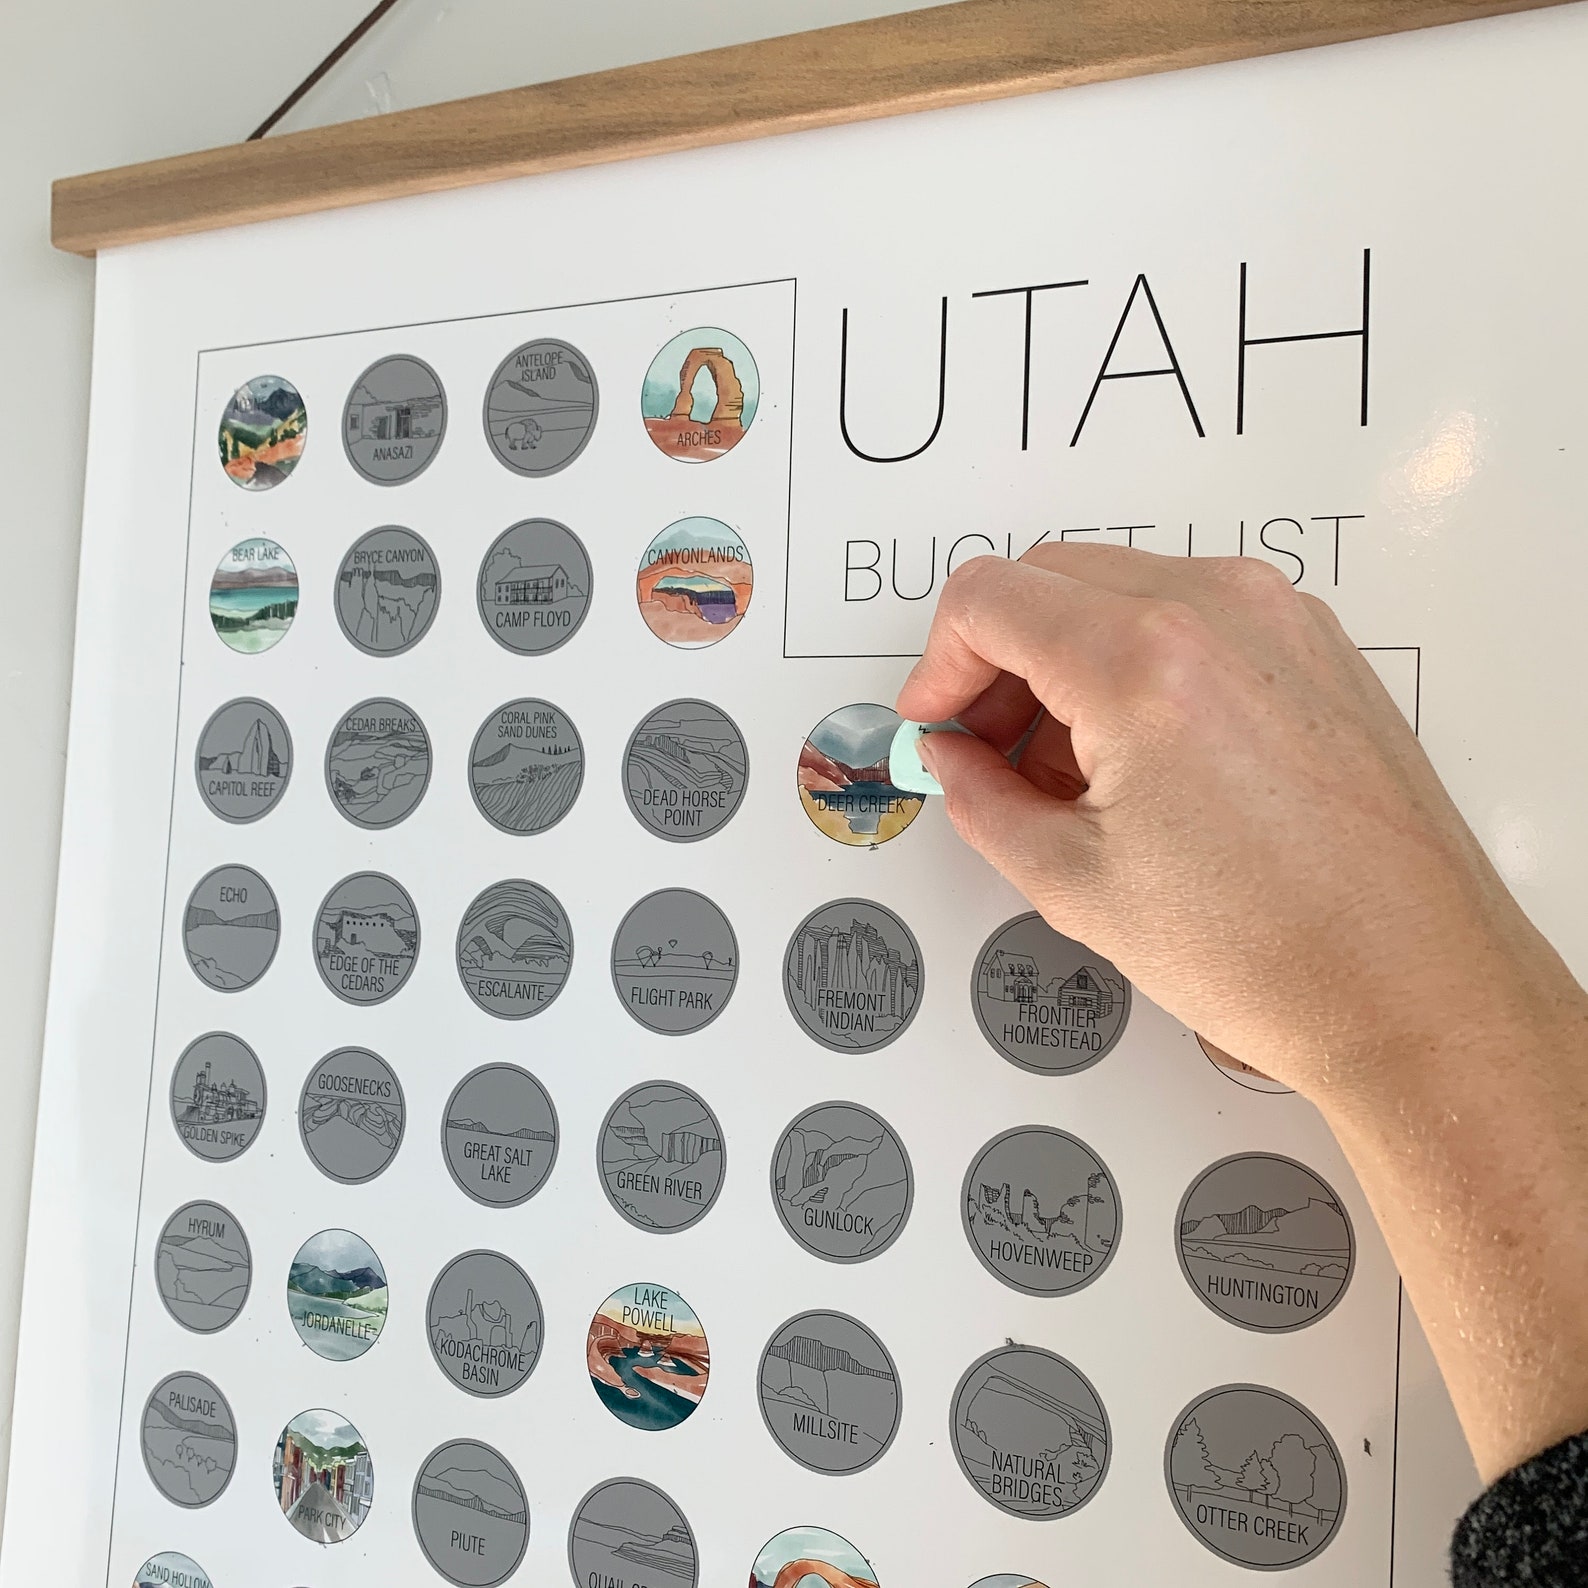 UTAH
BUCKET LIST
ANASAZI
ANTELOPE
ISLAND
ARCHES
BEAR LAKE
BRYCE CANYON
CAMP FLOYD
CANYONLANDS
CAPITOL REEF
CEDAR BREAKS
CORAL PINK
SAND DUNES
DEAD HORSE
POINT
DEER CREEK
ECHO
EDGE OF THE
CEDARS
ESCALANTE
FLIGHT PARK
FREMONT
INDIAN
FRONTIER
HOMESTEAD
GOLDEN SPIKE
GOOSENECKS
GREAT SALT
LAKE
GREEN RIVER
GUNLOCK
HOVENWEEP
HUNTINGTON
HYRUM
JORDANELLE
KODACHROME
BASIN
LAKE
POWELL
MILLSITE
NATURAL
BRIDGES
OTTER CREEK
PALISADE
PARK CITY
PIUTE
SAND HOLLOW